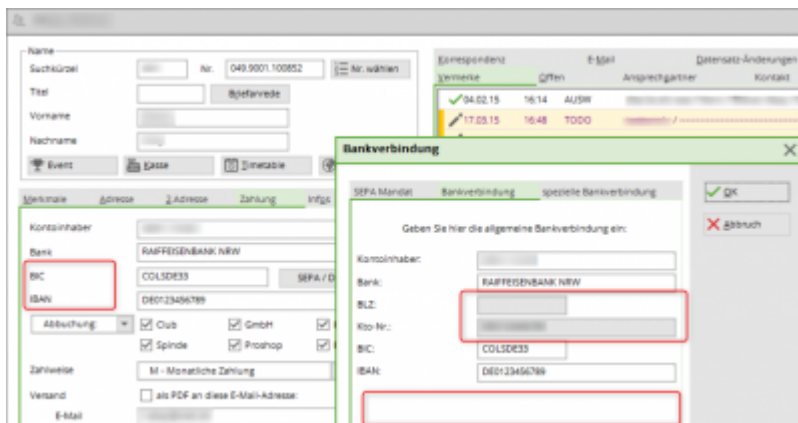 Name
Suchkürzel
Nr. 049.9001.100852
Nr. wählen
Titel
Briefanrede
Vorname
Nachname
Event
Kasse
Timetable
Merkmale Adresse 2.Adresse Zahlung Infos
Kontoinhaber
Bank RAIFFEISENBANK NRW
BIC COLSDE33 SEPA / D
IBAN DE0123456789
Abbuchung Club GmbH
Spinde Proshop
Zahlweise M - Monatliche Zahlung
Versand als PDF an diese E-Mail-Adresse:
E-Mail
Korrespondenz E-Mail Datensatz-Änderungen
Vermerke Offen Ansprechpartner Kontakt
04.02.15 16:14 AUSW
17.03.15 16:48 TODO
Bankverbindung
SEPA Mandat Bankverbindung spezielle Bankverbindung
Geben Sie hier die allgemeine Bankverbindung ein:
Kontoinhaber:
Bank: RAIFFEISENBANK NRW
BLZ:
Kto-Nr.:
BIC: COLSDE33
IBAN: DE0123456789
OK
Abbruch